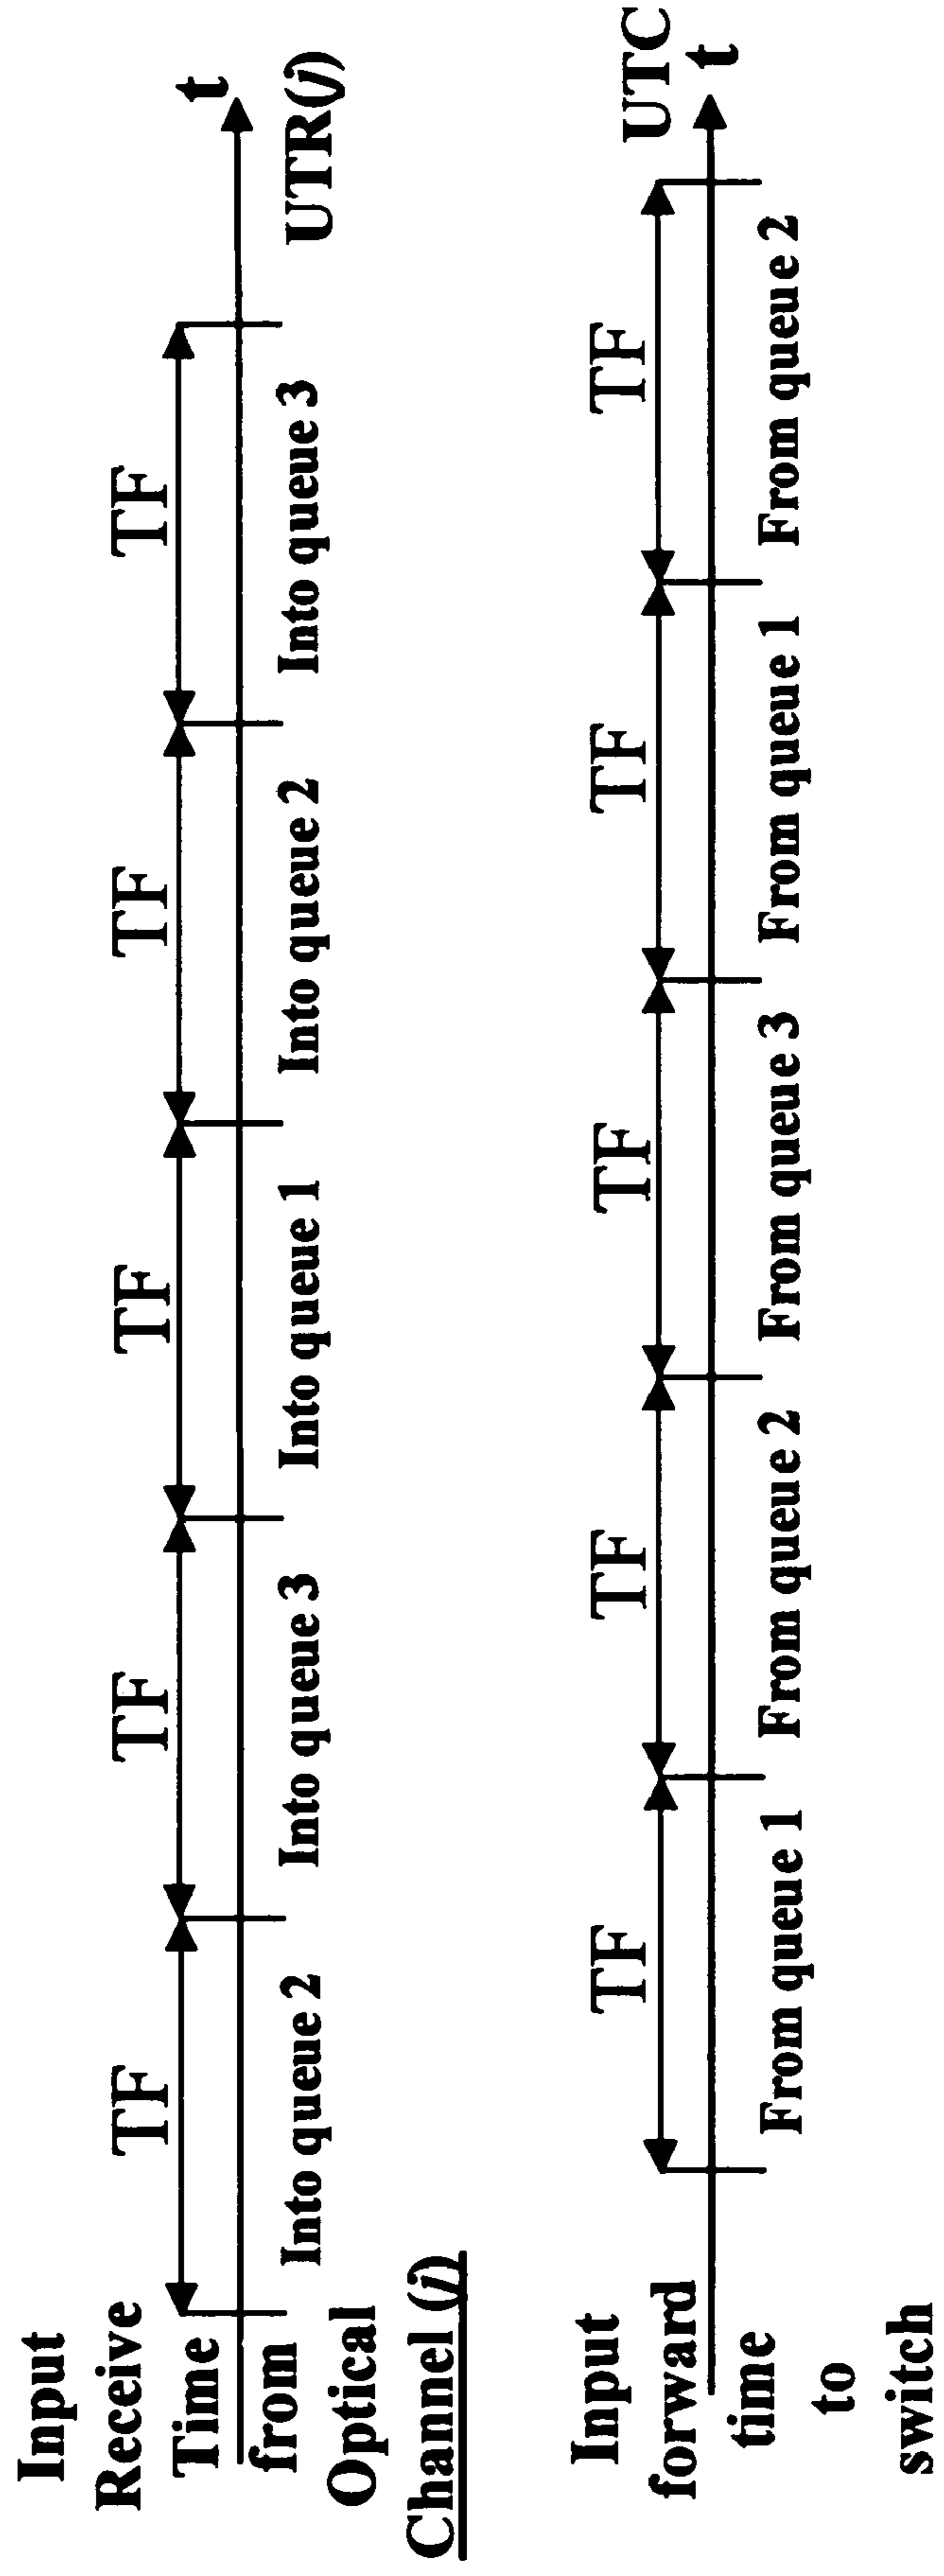 Input
Receive
Time
from
Optical
Channel (j)
TF TF TF TF TF
t
Into queue 2 Into queue 3 Into queue 1 Into queue 2 Into queue 3
UTR(j)
Input
forward
time
to
switch
TF TF TF TF TF
UTC
t
From queue 1 From queue 2 From queue 3 From queue 1 From queue 2